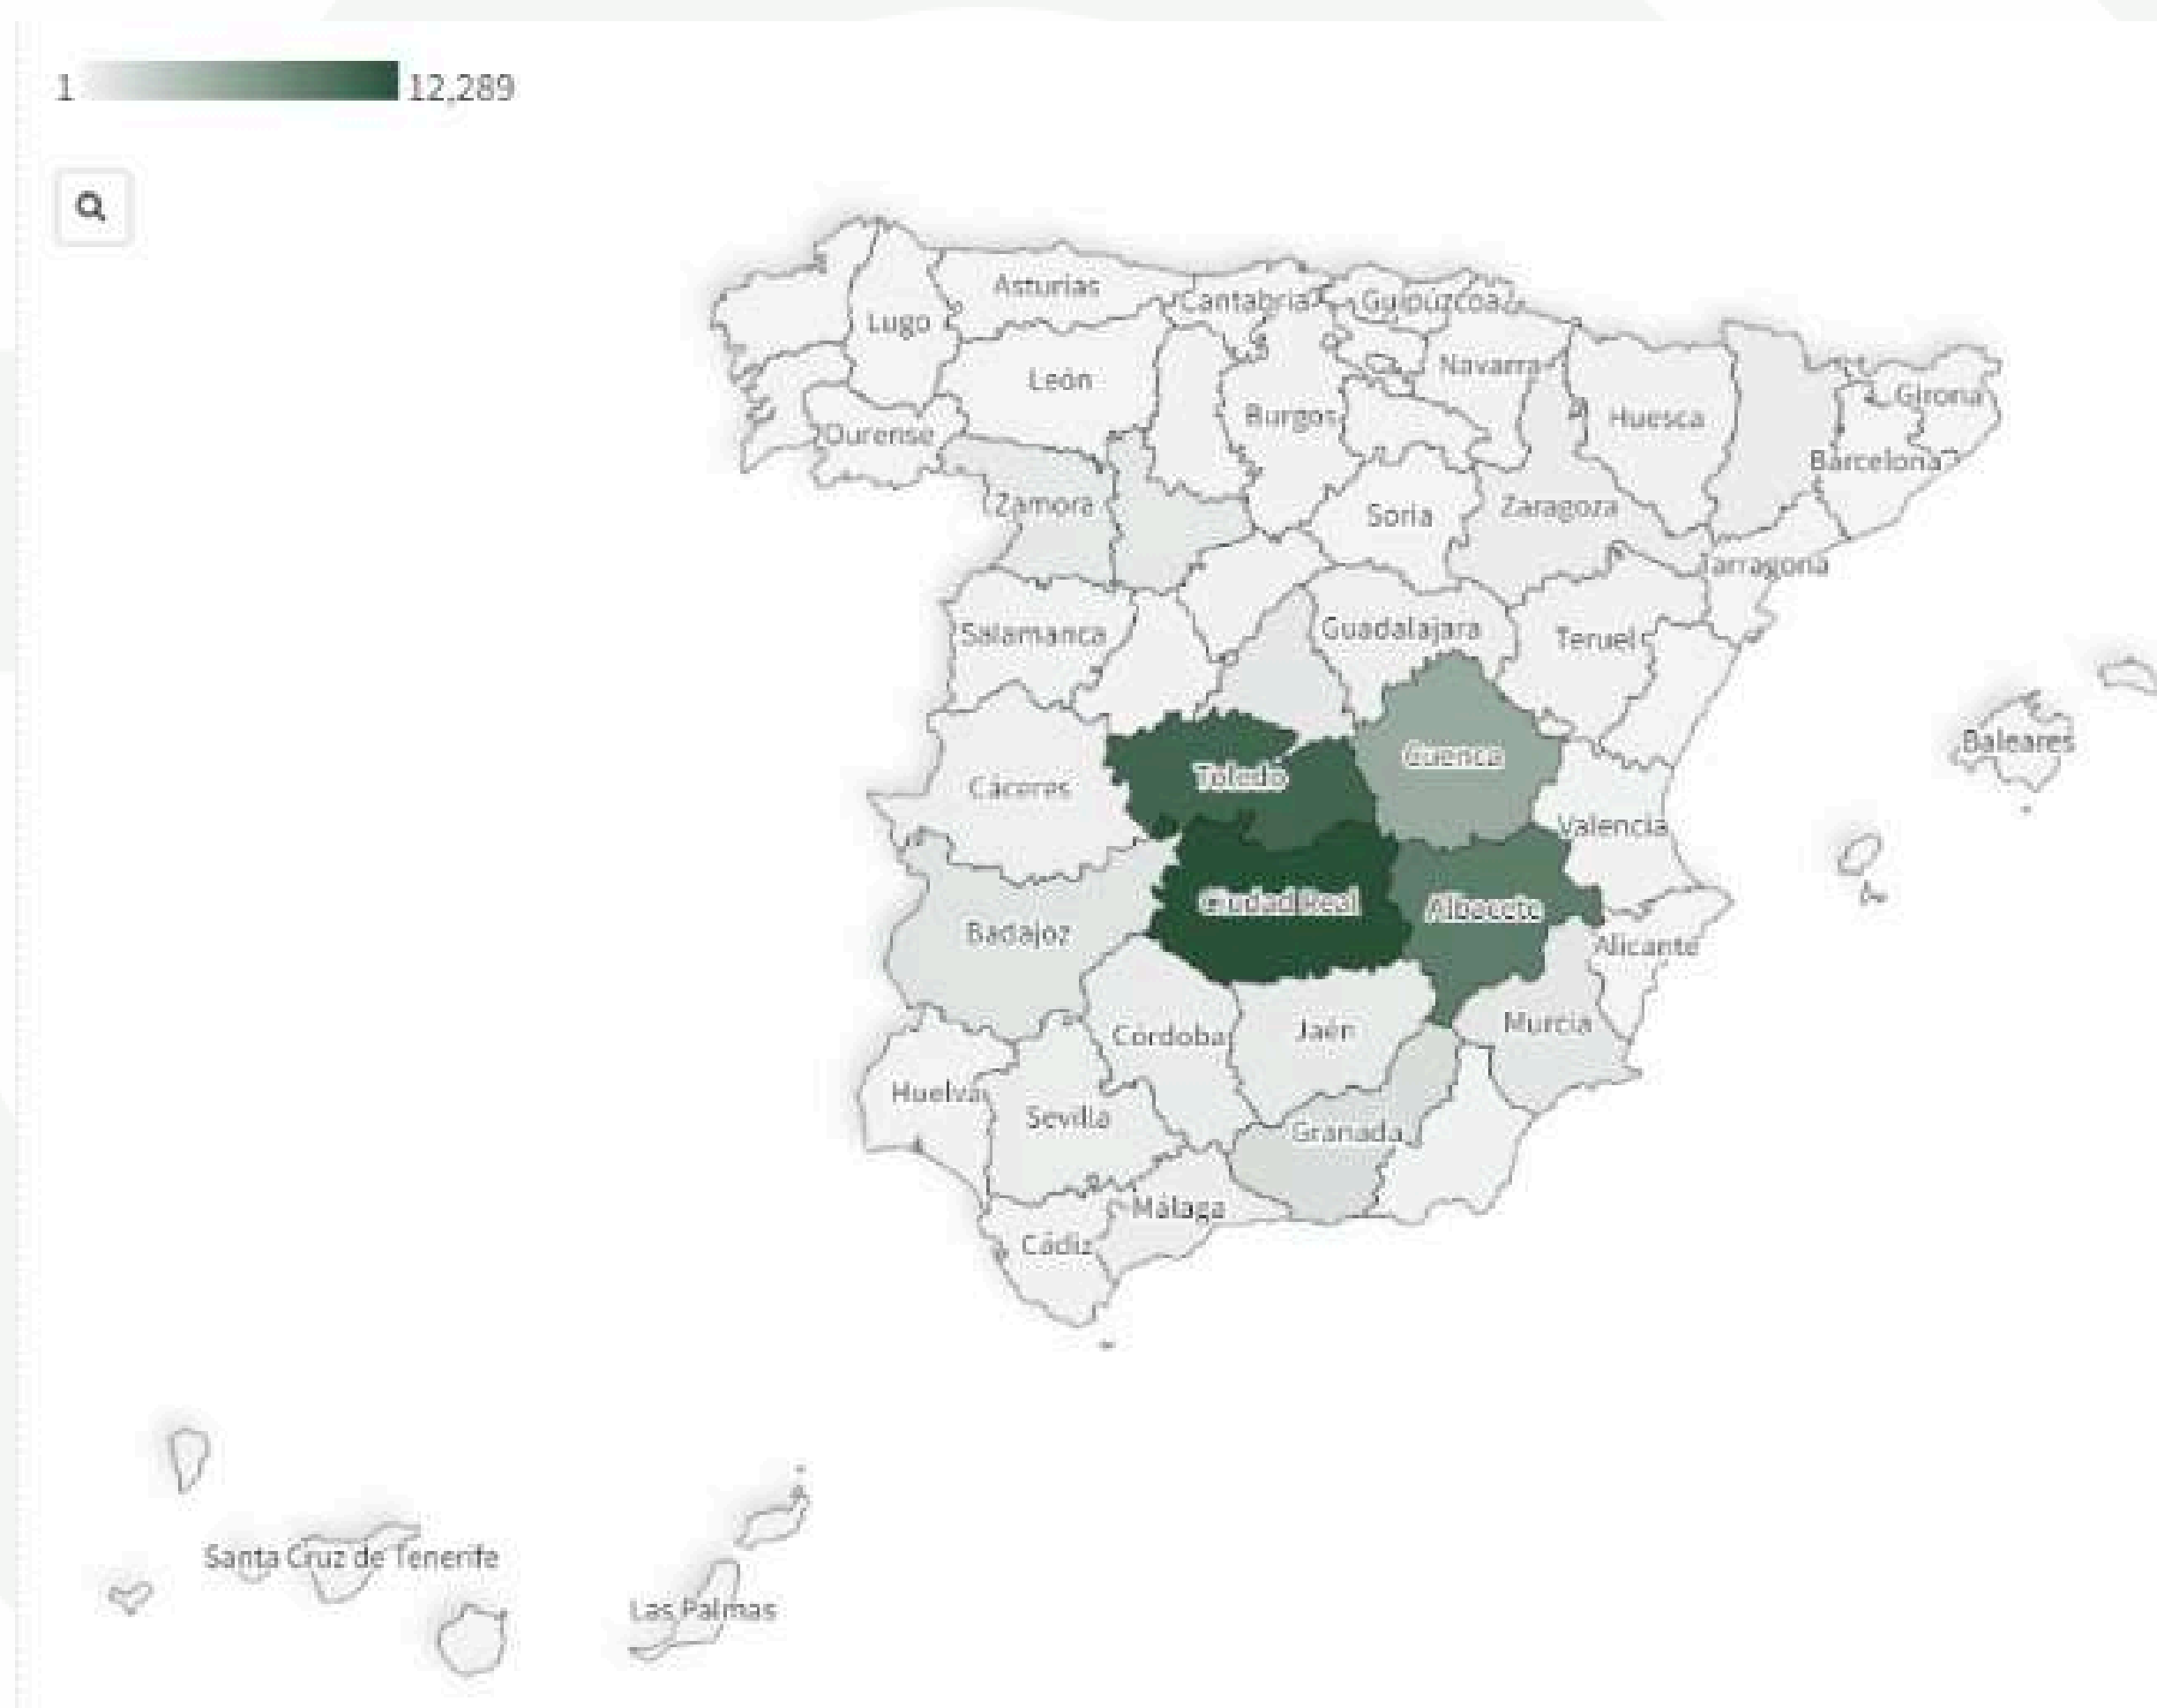 1 12,289
Asturias
Cantabria
Guipúzcoa
Lugo
Navarra
León
Girona
Burgos
Huesca
Ourense
Barcelona
Zamora
Soria
Zaragoza
Tarragona
Salamanca
Guadalajara
Teruel
Baleares
Cuenca
Toledo
Cáceres
Valencia
Ciudad Real
Albacete
Badajoz
Alicante
Murcia
Córdoba
Jaén
Huelva
Sevilla
Granada
Málaga
Cádiz
Santa Cruz de Tenerife
Las Palmas